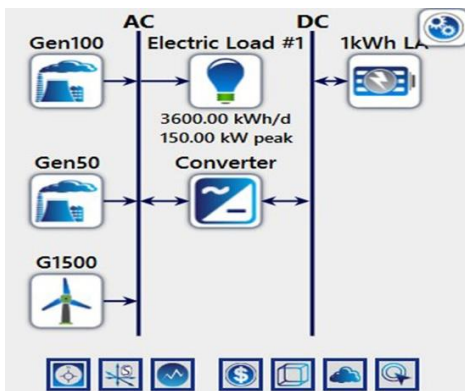 AC
DC
Gen100
Electric Load #1
1kWh LA
3600.00 kWh/d
150.00 kW peak
Gen50
Converter
G1500
S
$